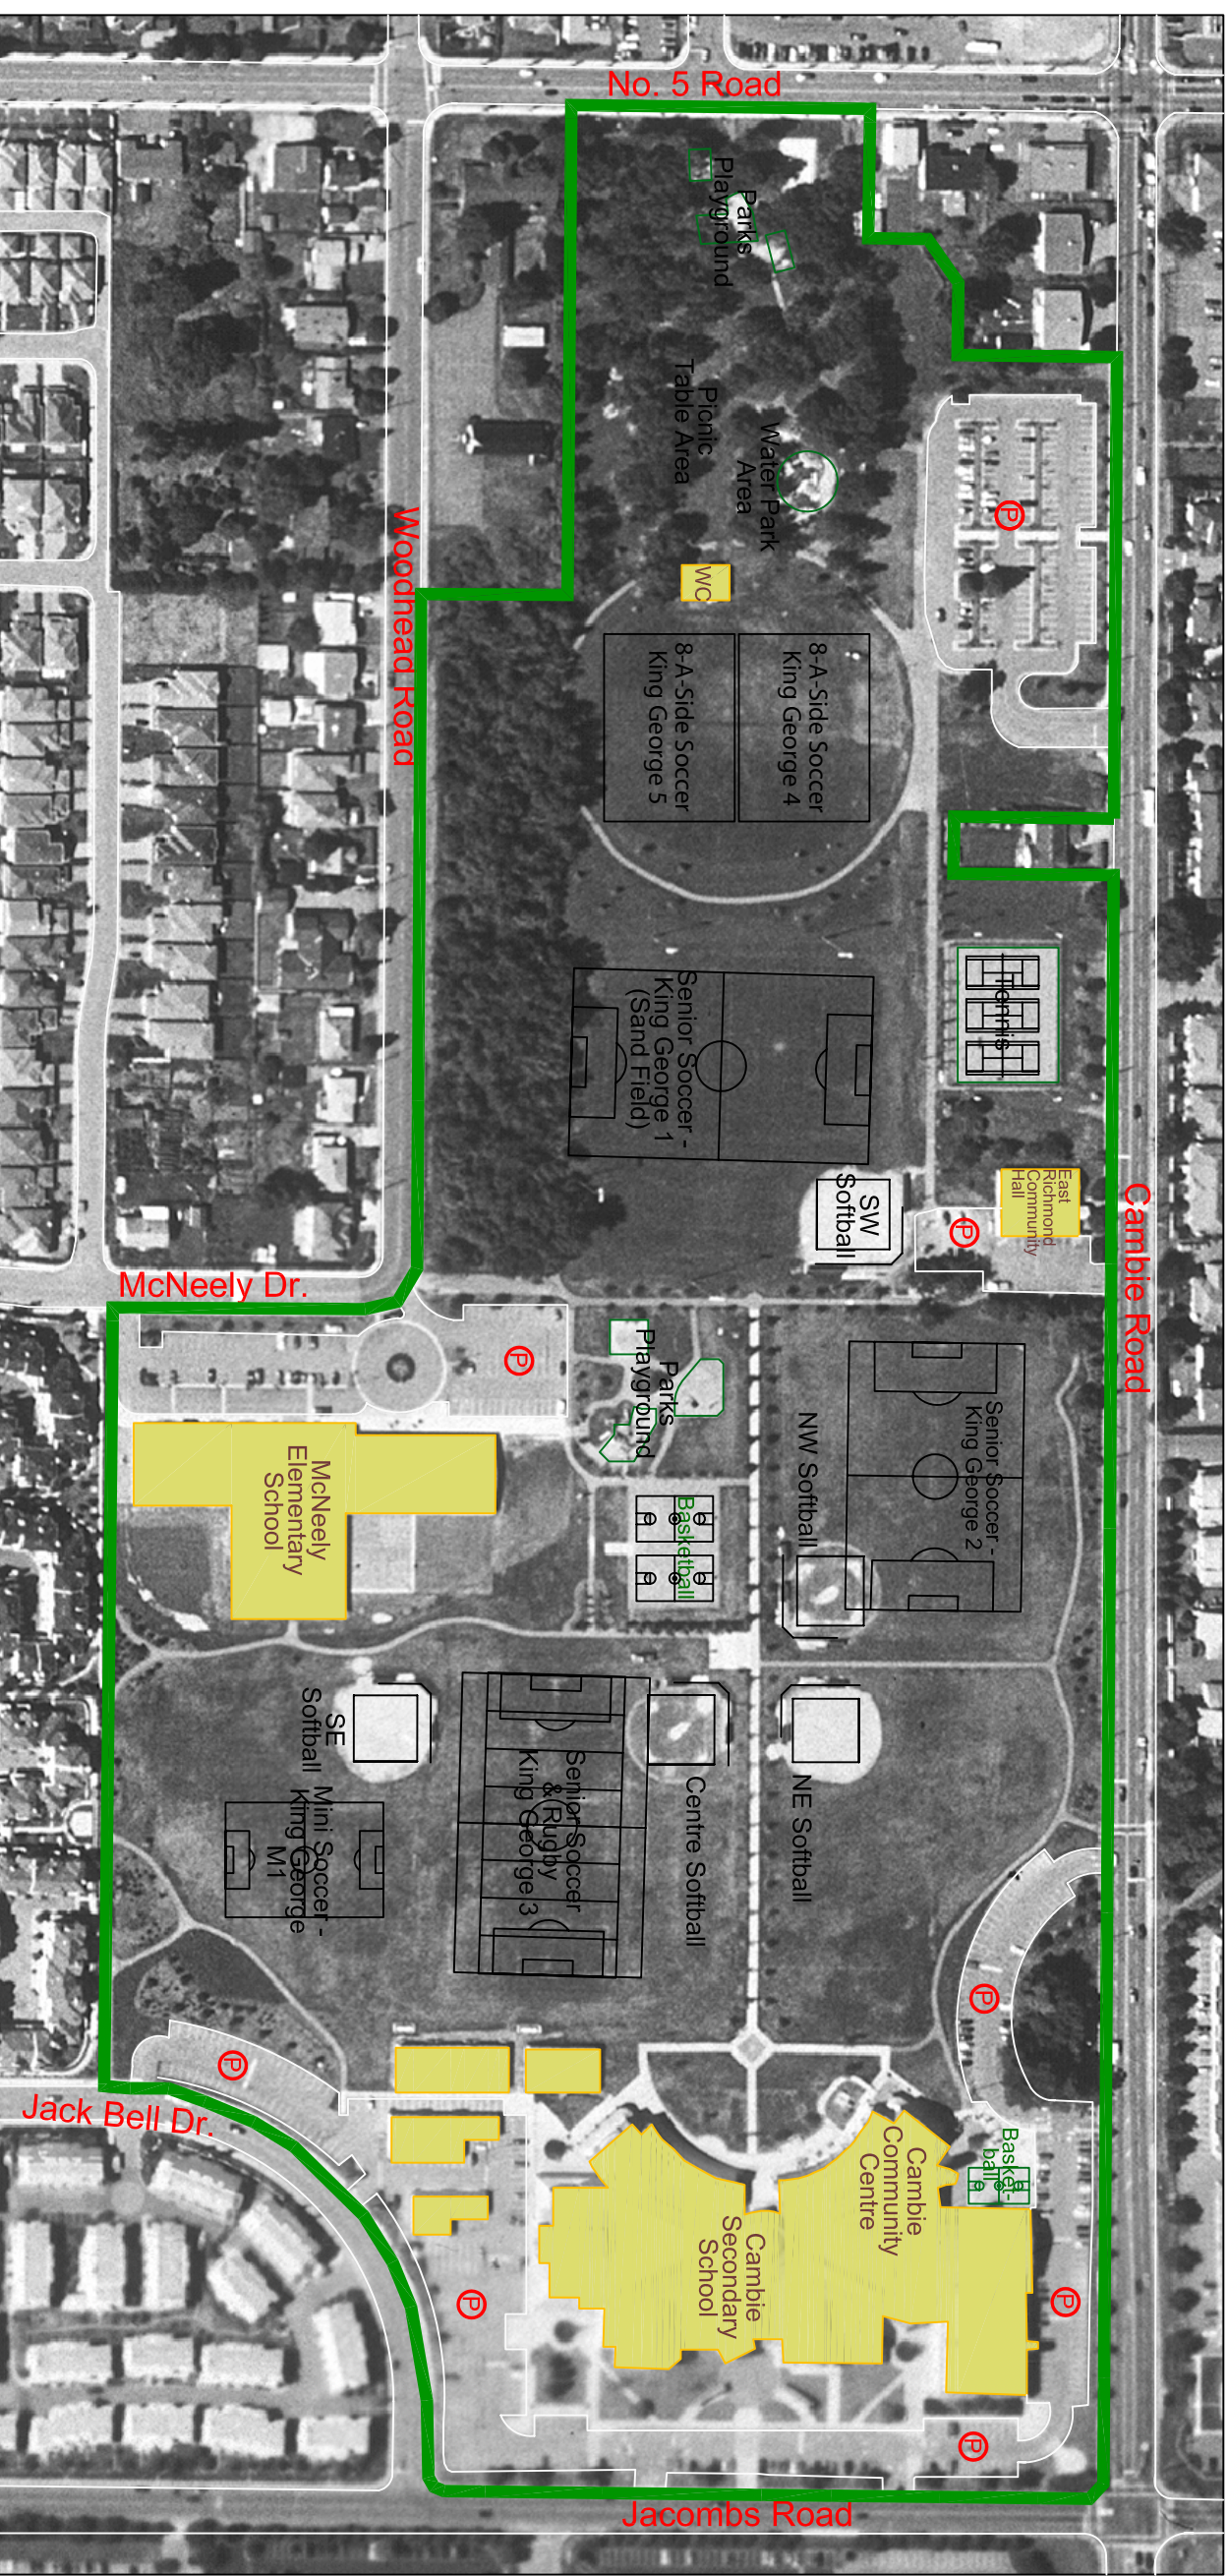 No. 5 Road
Parks
Playground
Picnic
Table Area
Water Park
Area
P
WC
Woodhead Road
8-A-Side Soccer
King George 4
8-A-Side Soccer
King George 5
Tennis
Senior Soccer -
King George 1
(Sand Field)
SW
Softball
East
Richmond
Community
Hall
P
Cambie Road
McNeely Dr.
P
Parks
Playground
Senior Soccer -
King George 2
NW Softball
Basketball
McNeely
Elementary
School
SE
Softball
Senior Soccer
& Rugby
King George 3
Centre Softball
NE Softball
Mini Soccer -
King George
M1
P
P
Jack Bell Dr.
Basket-
ball
Cambie
Community
Centre
Cambie
Secondary
School
P
P
P
Jacombs Road